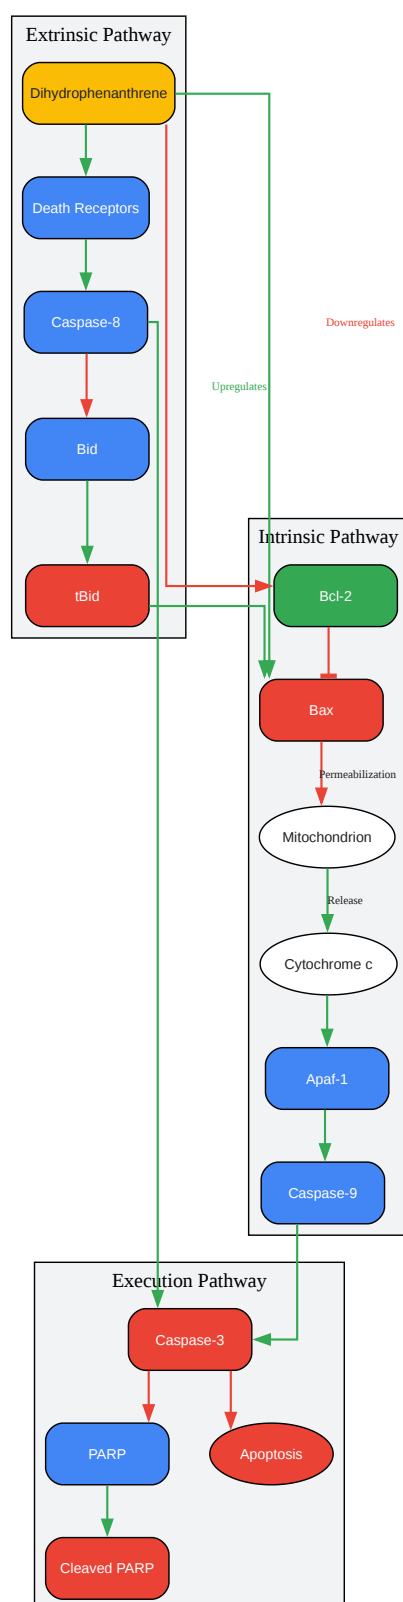 Extrinsic Pathway
Dihydrophenanthrene
Death Receptors
Caspase-8
Downregulates
Upregulates
Bid
Intrinsic Pathway
tBid
Bcl-2
Bax
Permeabilization
Mitochondrion
Release
Cytochrome c
Apaf-1
Caspase-9
Execution Pathway
Caspase-3
PARP
Apoptosis
Cleaved PARP